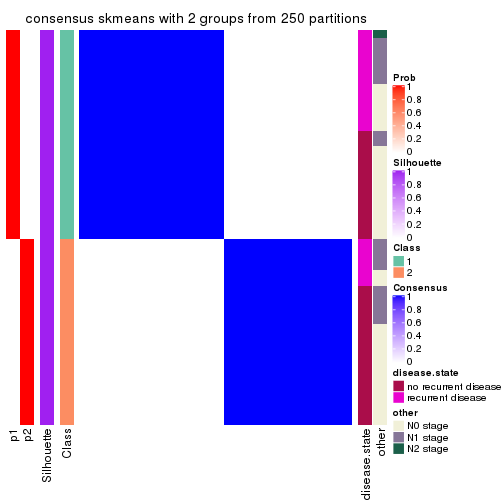 consensus skmeans with 2 groups from 250 partitions
Prob
1
0.8
0.6
0.4
0.2
0
Silhouette
1
0.8
0.6
0.4
0.2
0
Class
1
2
Consensus
1
0.8
0.6
0.4
0.2
0
disease.state
no recurrent disease
recurrent disease
other
N0 stage
N1 stage
N2 stage
p1
p2
Silhouette
Class
disease.state
other